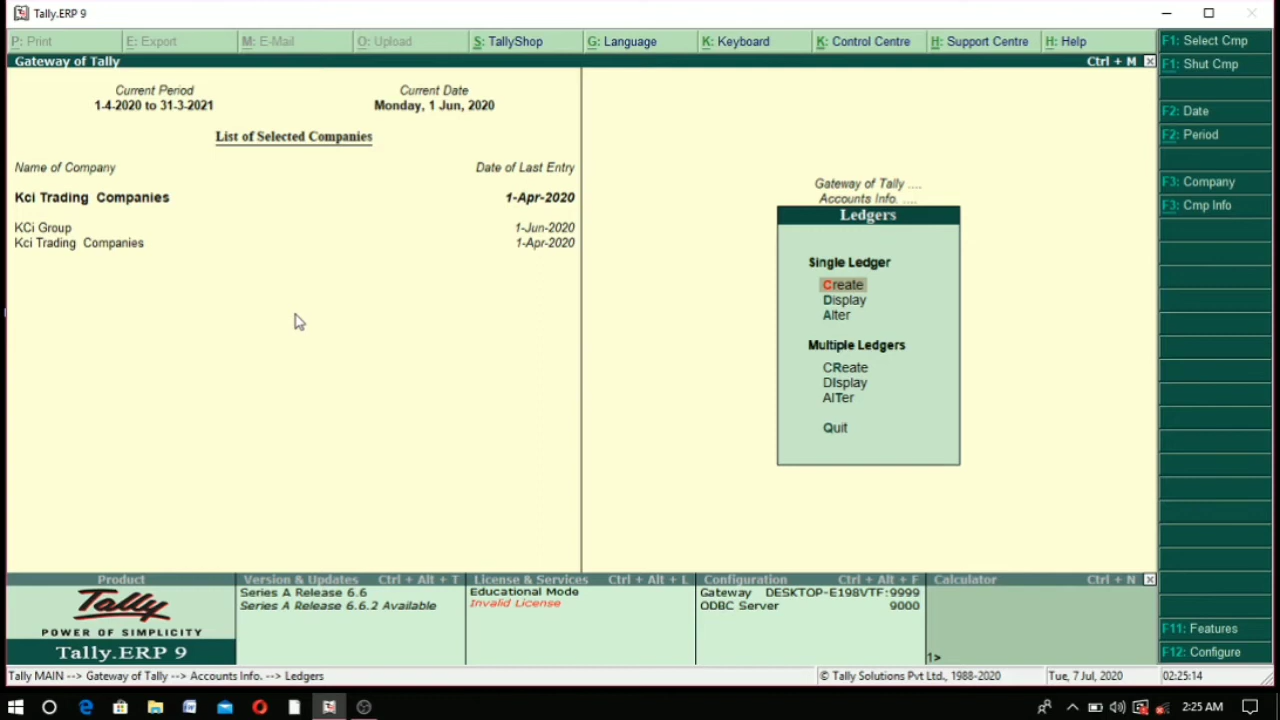 Tally.ERP 9
P: Print E: Export M: E-Mail O: Upload S: TallyShop G: Language K: Keyboard K: Control Centre H: Support Centre H: Help F1: Select Cmp
Gateway of Tally Ctrl + M F1: Shut Cmp
Current Period Current Date
1-4-2020 to 31-3-2021 Monday, 1 Jun, 2020
F2: Date
List of Selected Companies F2: Period
Name of Company Date of Last Entry
Kci Trading Companies 1-Apr-2020
KCi Group 1-Jun-2020
Kci Trading Companies 1-Apr-2020
Gateway of Tally ....
Accounts Info. ....
Ledgers
Single Ledger
Create
Display
Alter
Multiple Ledgers
CReate
DIsplay
AlTer
Quit
F3: Company
F3: Cmp Info
Product
Tally
POWER OF SIMPLICITY
Tally.ERP 9
Version & Updates Ctrl + Alt + T
Series A Release 6.6
Series A Release 6.6.2 Available
License & Services Ctrl + Alt + L
Educational Mode
Invalid License
Configuration Ctrl + Alt + F
Gateway DESKTOP-E198VTF:9999
ODBC Server 9000
Calculator Ctrl + N
1>
F11: Features
F12: Configure
Tally MAIN --> Gateway of Tally --> Accounts Info. --> Ledgers © Tally Solutions Pvt Ltd., 1988-2020 Tue, 7 Jul, 2020 02:25:14
2:25 AM